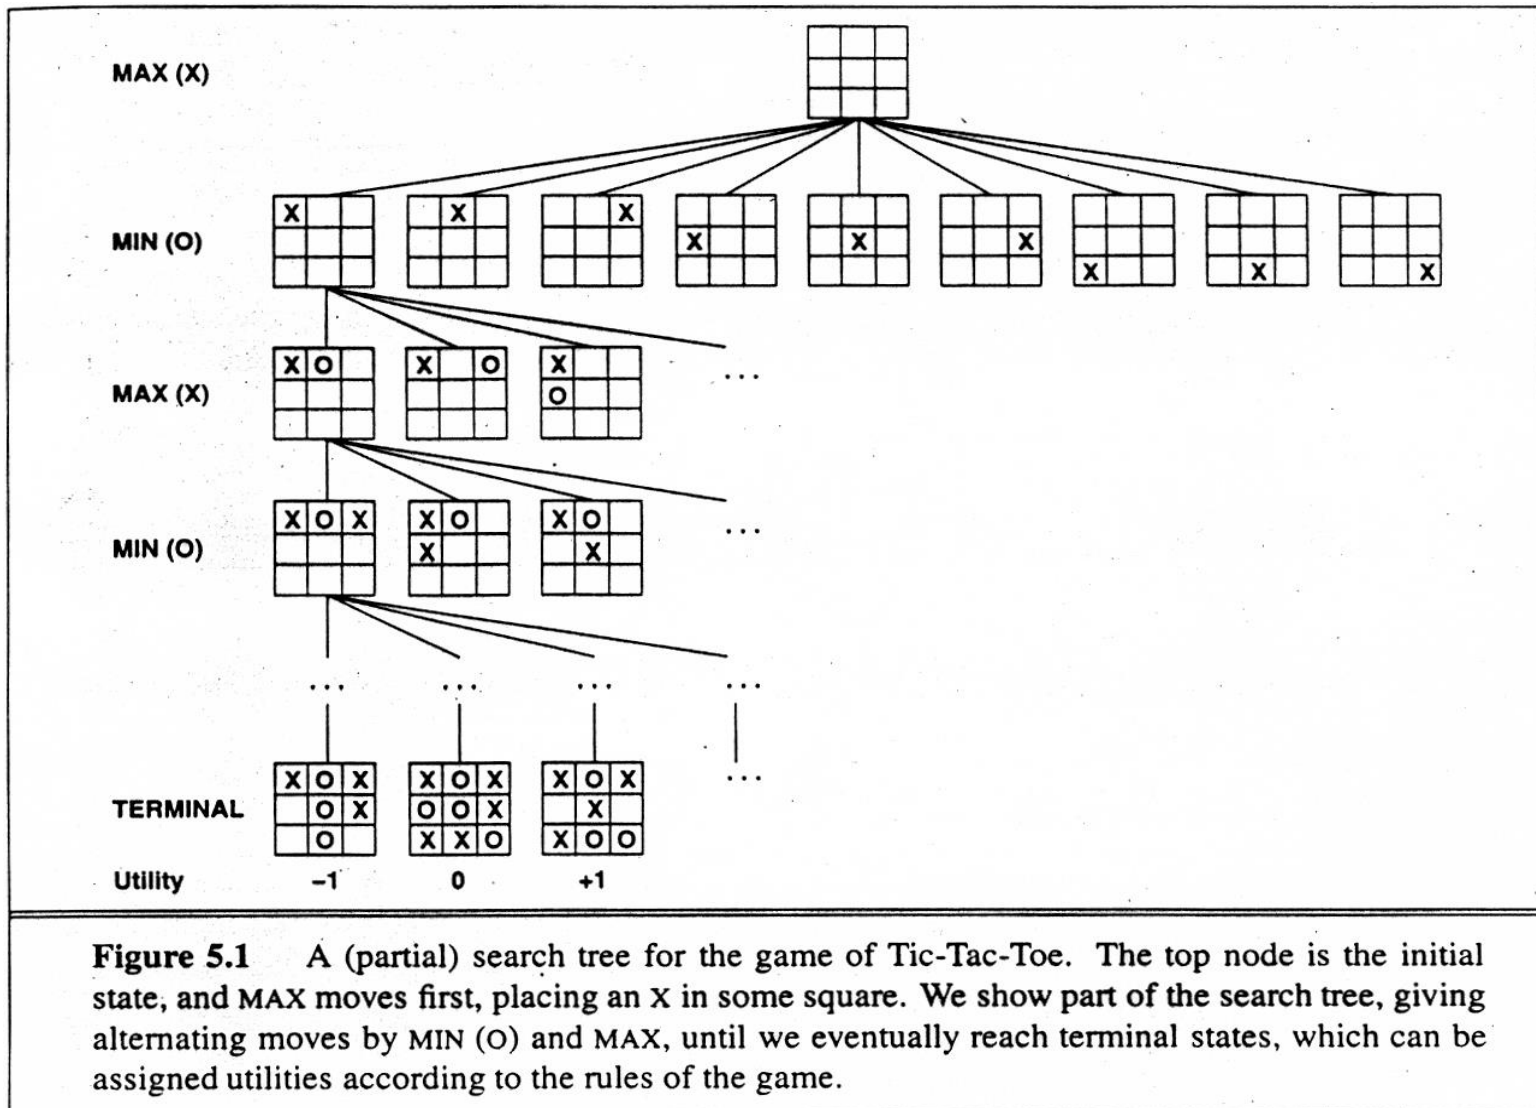 MAX (X)
X X X
MIN (O) X X X
X X X
X O X O X
MAX (X) O ...
X O X X O X O
MIN (O) X X ...
... ... ... ...
X O X X O X X O X ...
TERMINAL O X O O X X
O X X O X O O
Utility −1 0 +1
Figure 5.1 A (partial) search tree for the game of Tic-Tac-Toe. The top node is the initial
state, and MAX moves first, placing an X in some square. We show part of the search tree, giving
alternating moves by MIN (O) and MAX, until we eventually reach terminal states, which can be
assigned utilities according to the rules of the game.